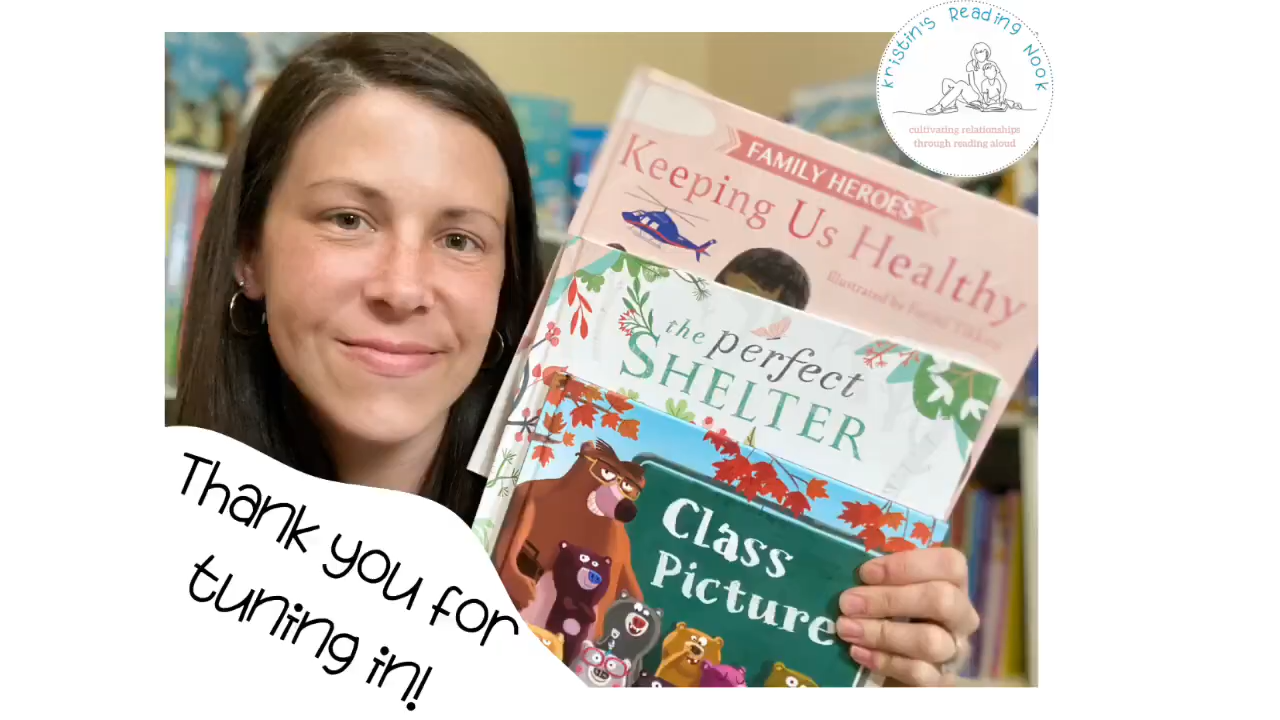 Kristin's Reading Nook
cultivating relationships
through reading aloud
FAMILY HEROES
Keeping Us Healthy
the perfect
SHELTER
Class
Picture
Thank you for
tuning in!